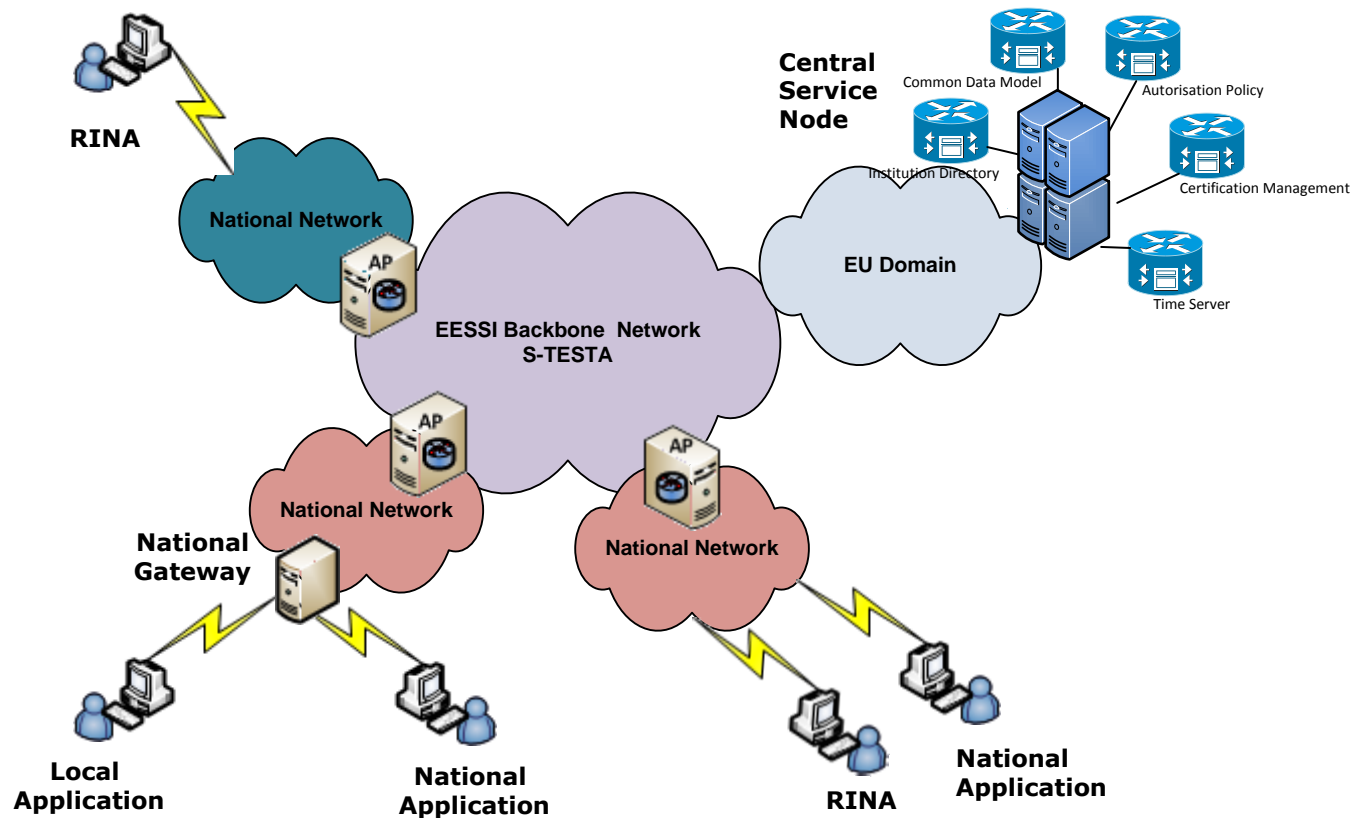 Central
Service
Node
Common Data Model
Autorisation Policy
RINA
Institution Directory
Certification Management
National Network
AP
EU Domain
Time Server
EESSI Backbone  Network
S-TESTA
AP
AP
National Network
National
Gateway
National Network
Local
Application
National
Application
RINA
National
Application